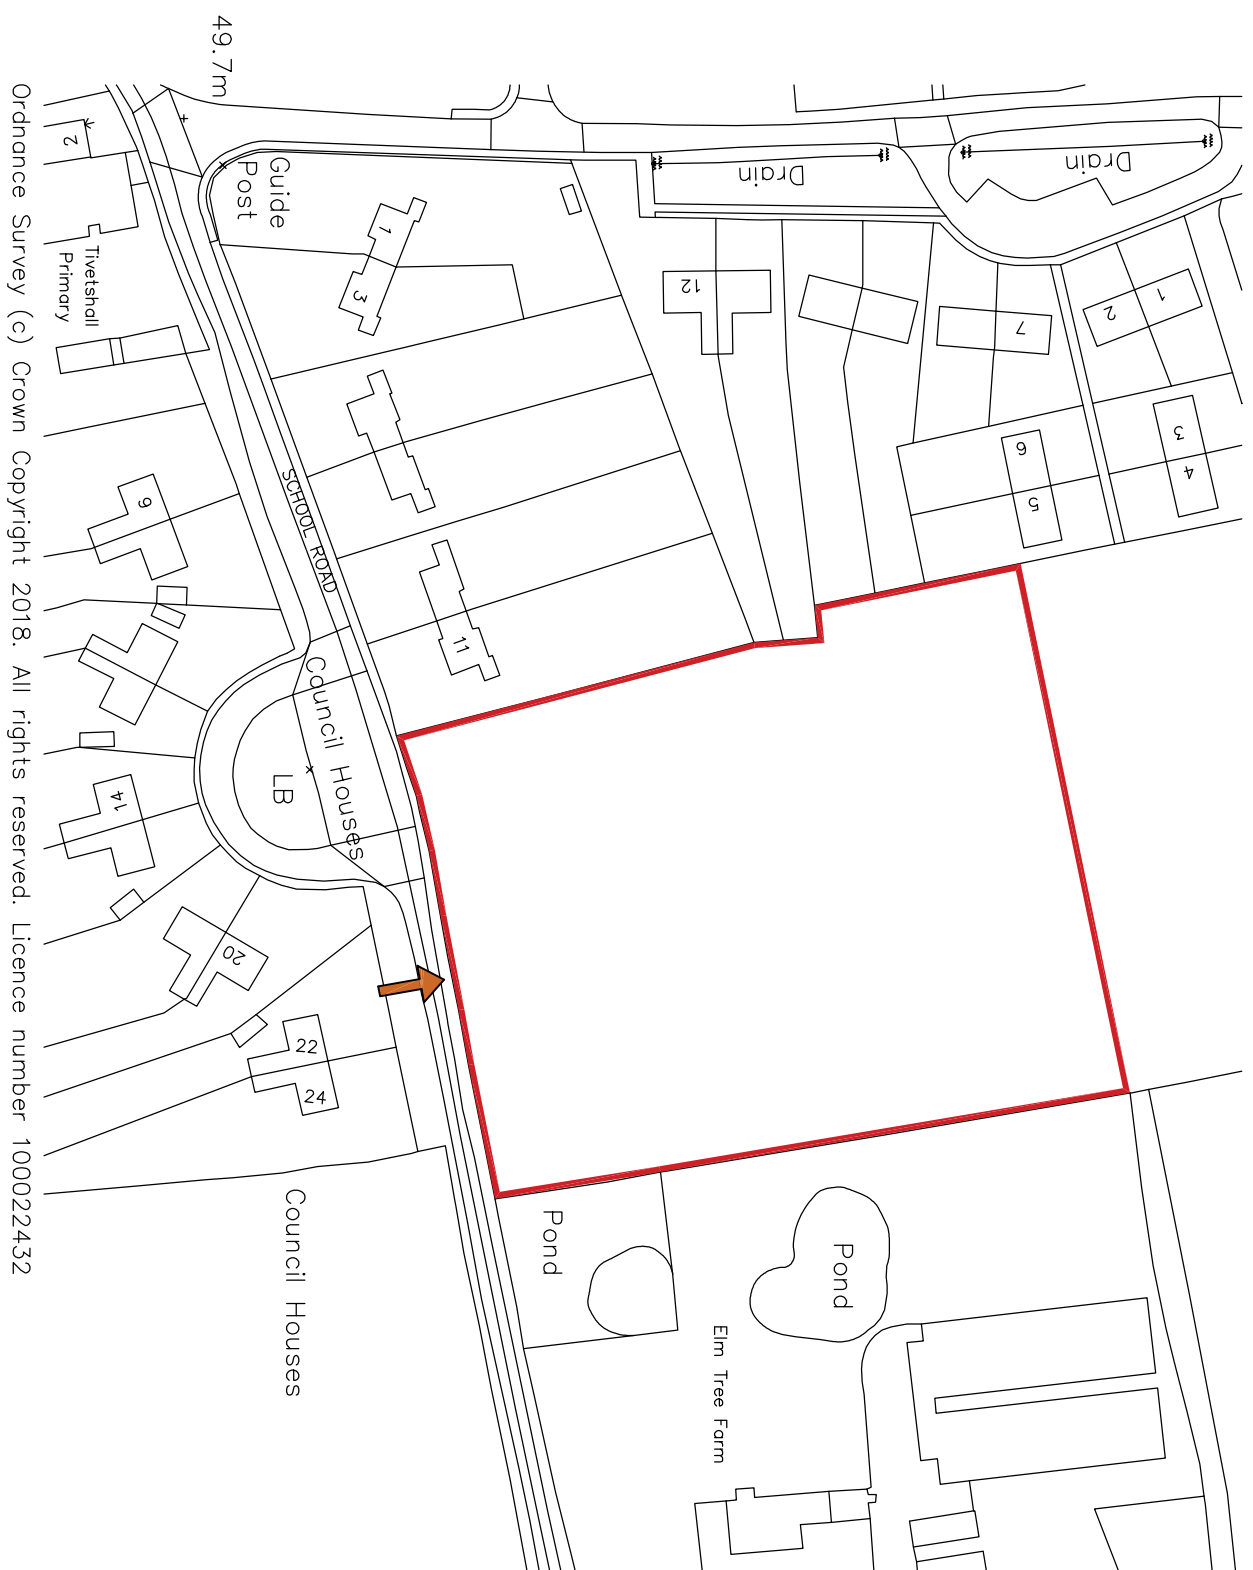 49.7m
Guide
Post
Drain
Drain
2
Tivetshall
Primary
1
3
12
7
2
1
6
5
3
4
SCHOOL ROAD
9
11
Council Houses
LB
14
20
22
24
Council Houses
Pond
Pond
Elm Tree Farm
Ordnance Survey (c) Crown Copyright 2018. All rights reserved. Licence number 100022432